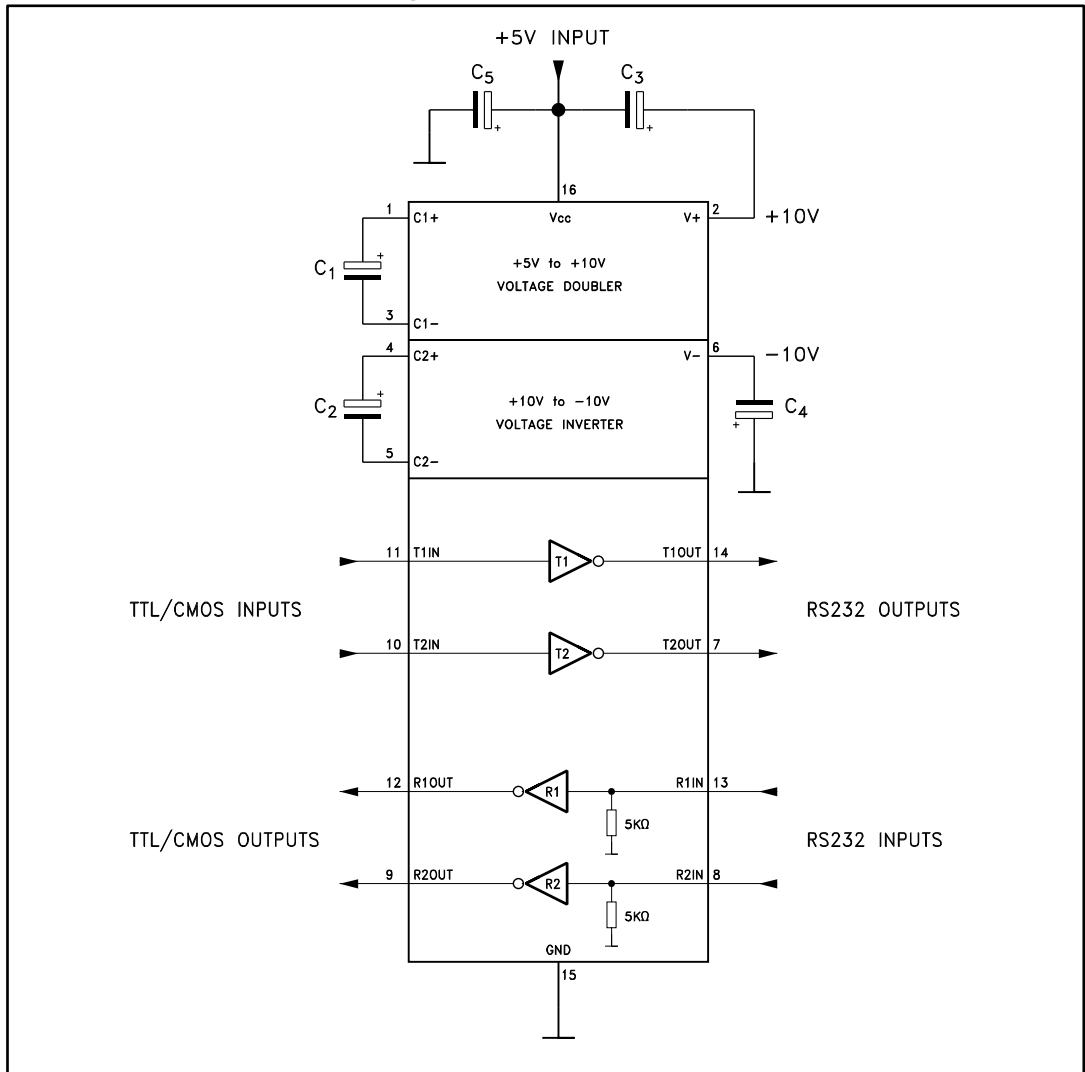 +5V INPUT
C5 C3
+ +
16
1 C1+ Vcc V+ 2 +10V
+
C1
+5V to +10V
VOLTAGE DOUBLER
3 C1-
4 C2+ V- 6 -10V
+
C2
+10V to -10V
VOLTAGE INVERTER
C4
+
5 C2-
11 T1IN T1 T1OUT 14
TTL/CMOS INPUTS RS232 OUTPUTS
10 T2IN T2 T2OUT 7
12 R1OUT R1 R1IN 13
5KΩ
TTL/CMOS OUTPUTS RS232 INPUTS
9 R2OUT R2 R2IN 8
5KΩ
GND
15